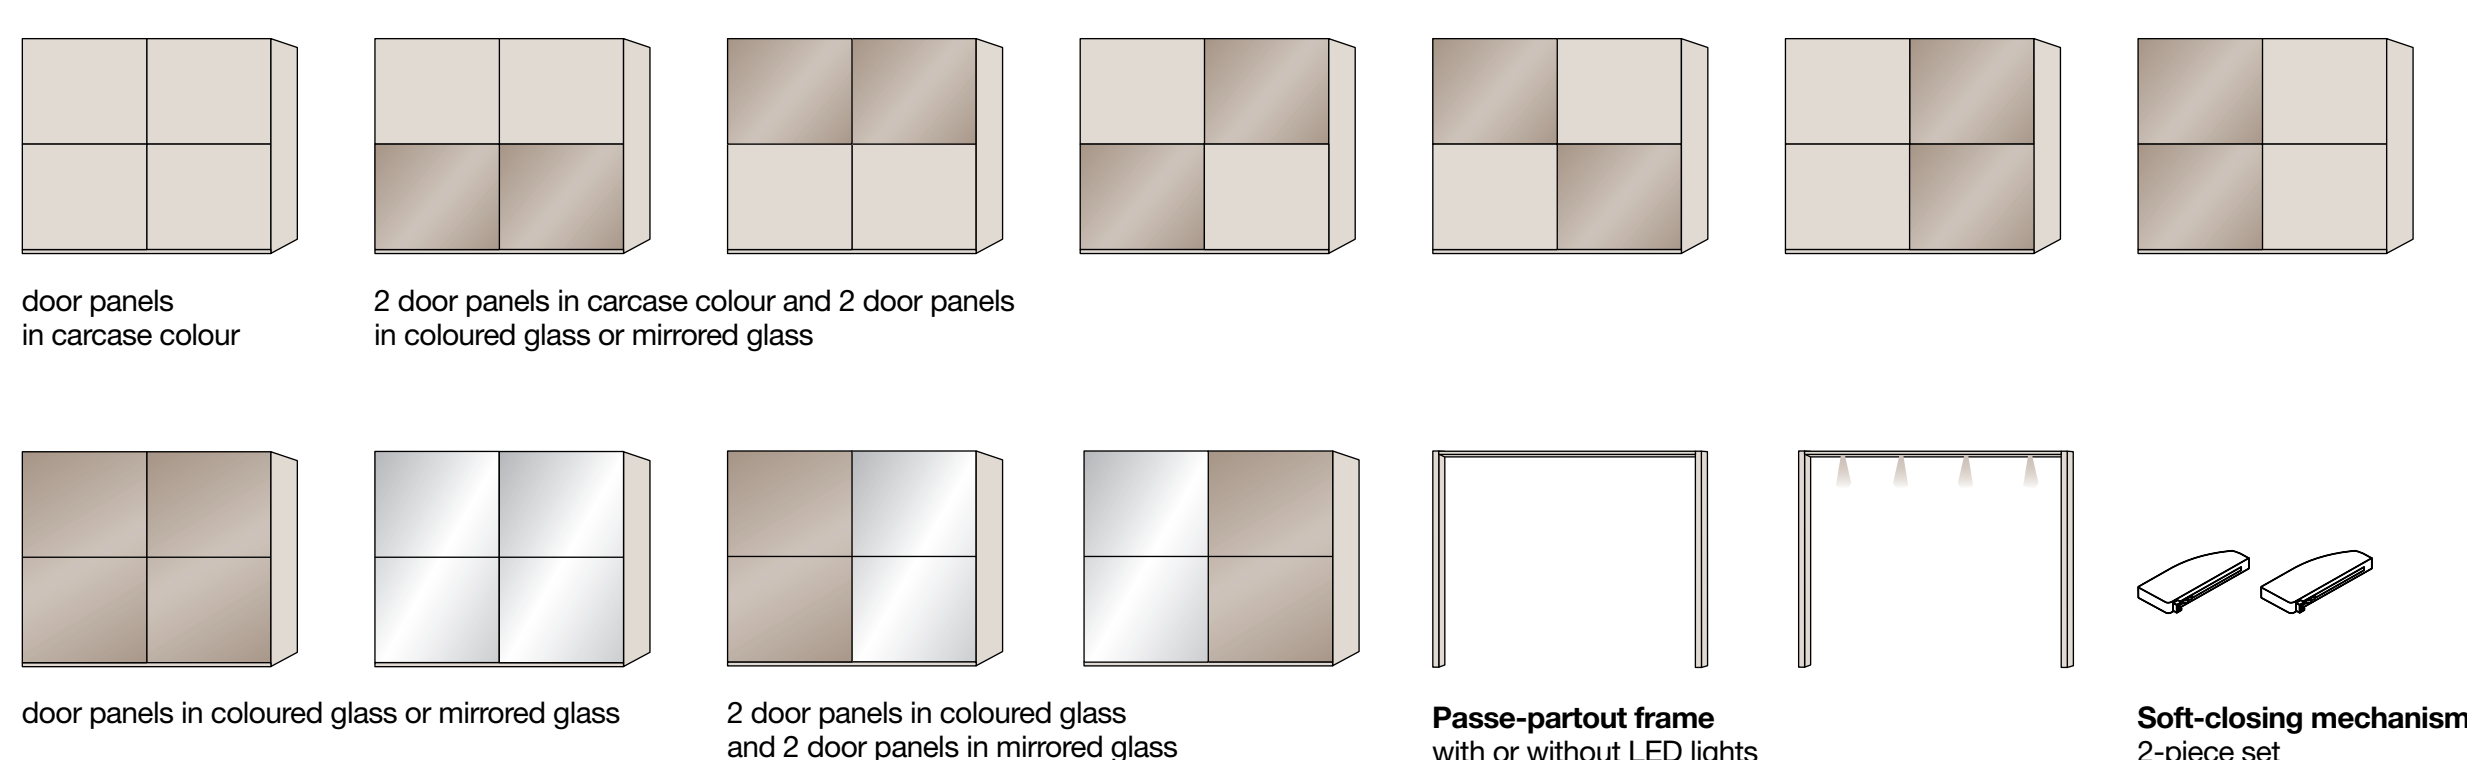 door panels
in carcase colour
2 door panels in carcase colour and 2 door panels
in coloured glass or mirrored glass
door panels in coloured glass or mirrored glass
2 door panels in coloured glass
and 2 door panels in mirrored glass
Passe-partout frame
with or without LED lights
Soft-closing mechanism
2-piece set